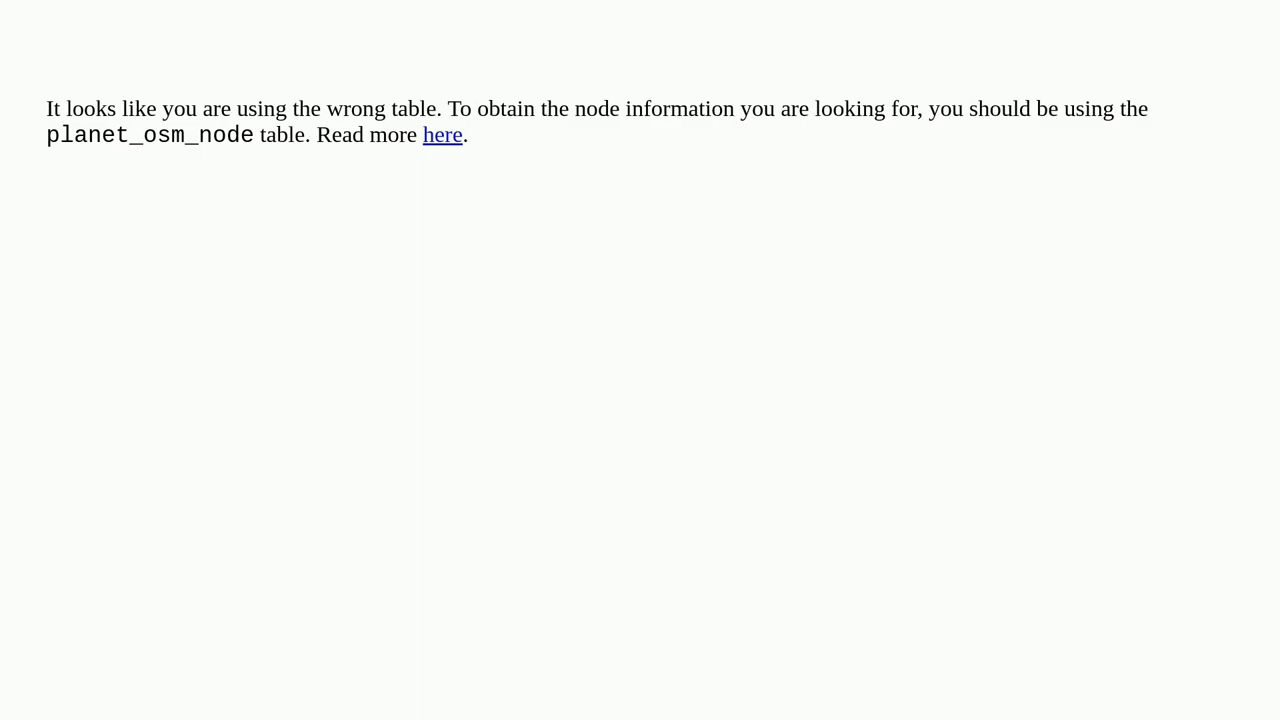 It looks like you are using the wrong table. To obtain the node information you are looking for, you should be using the
planet_osm_node table. Read more here.